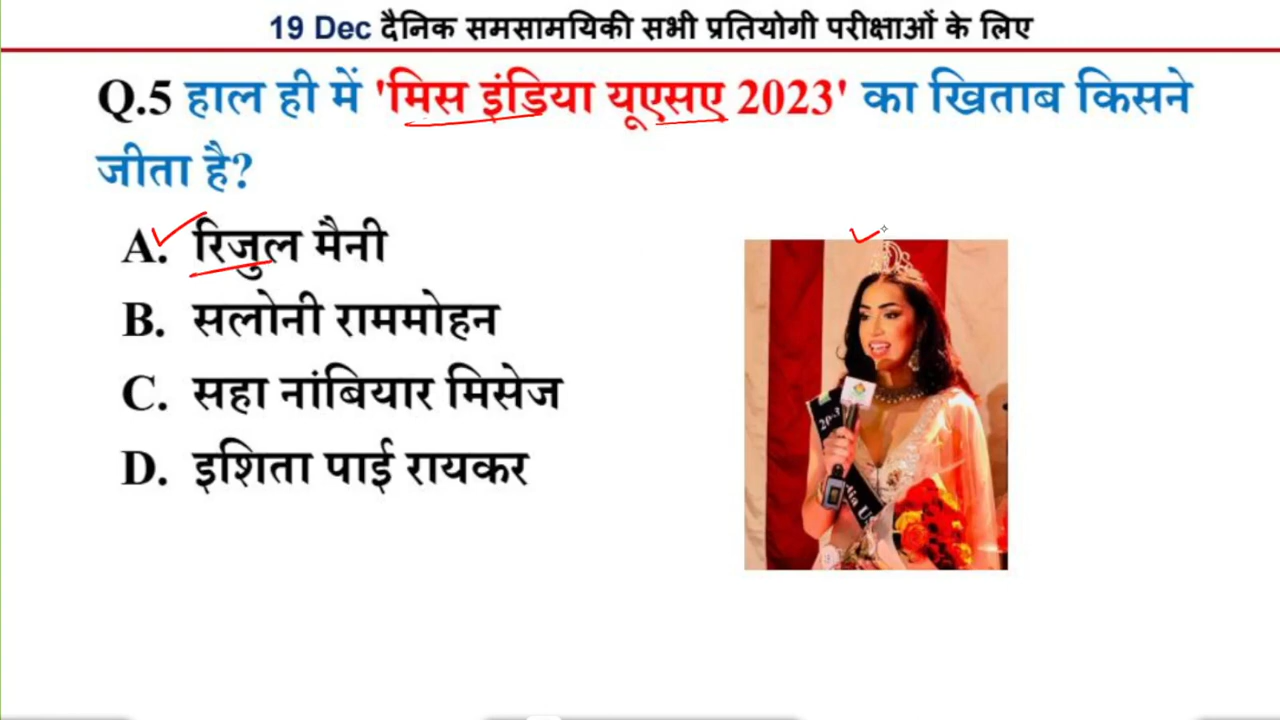 19 Dec दैनिक समसामयिकी सभी प्रतियोगी परीक्षाओं के लिए
Q.5 हाल ही में 'मिस इंडिया यूएसए 2023' का खिताब किसने
जीता है?
A. रिजुल मैनी
B. सलोनी राममोहन
C. सहा नांबियार मिसेज
D. इशिता पाई रायकर